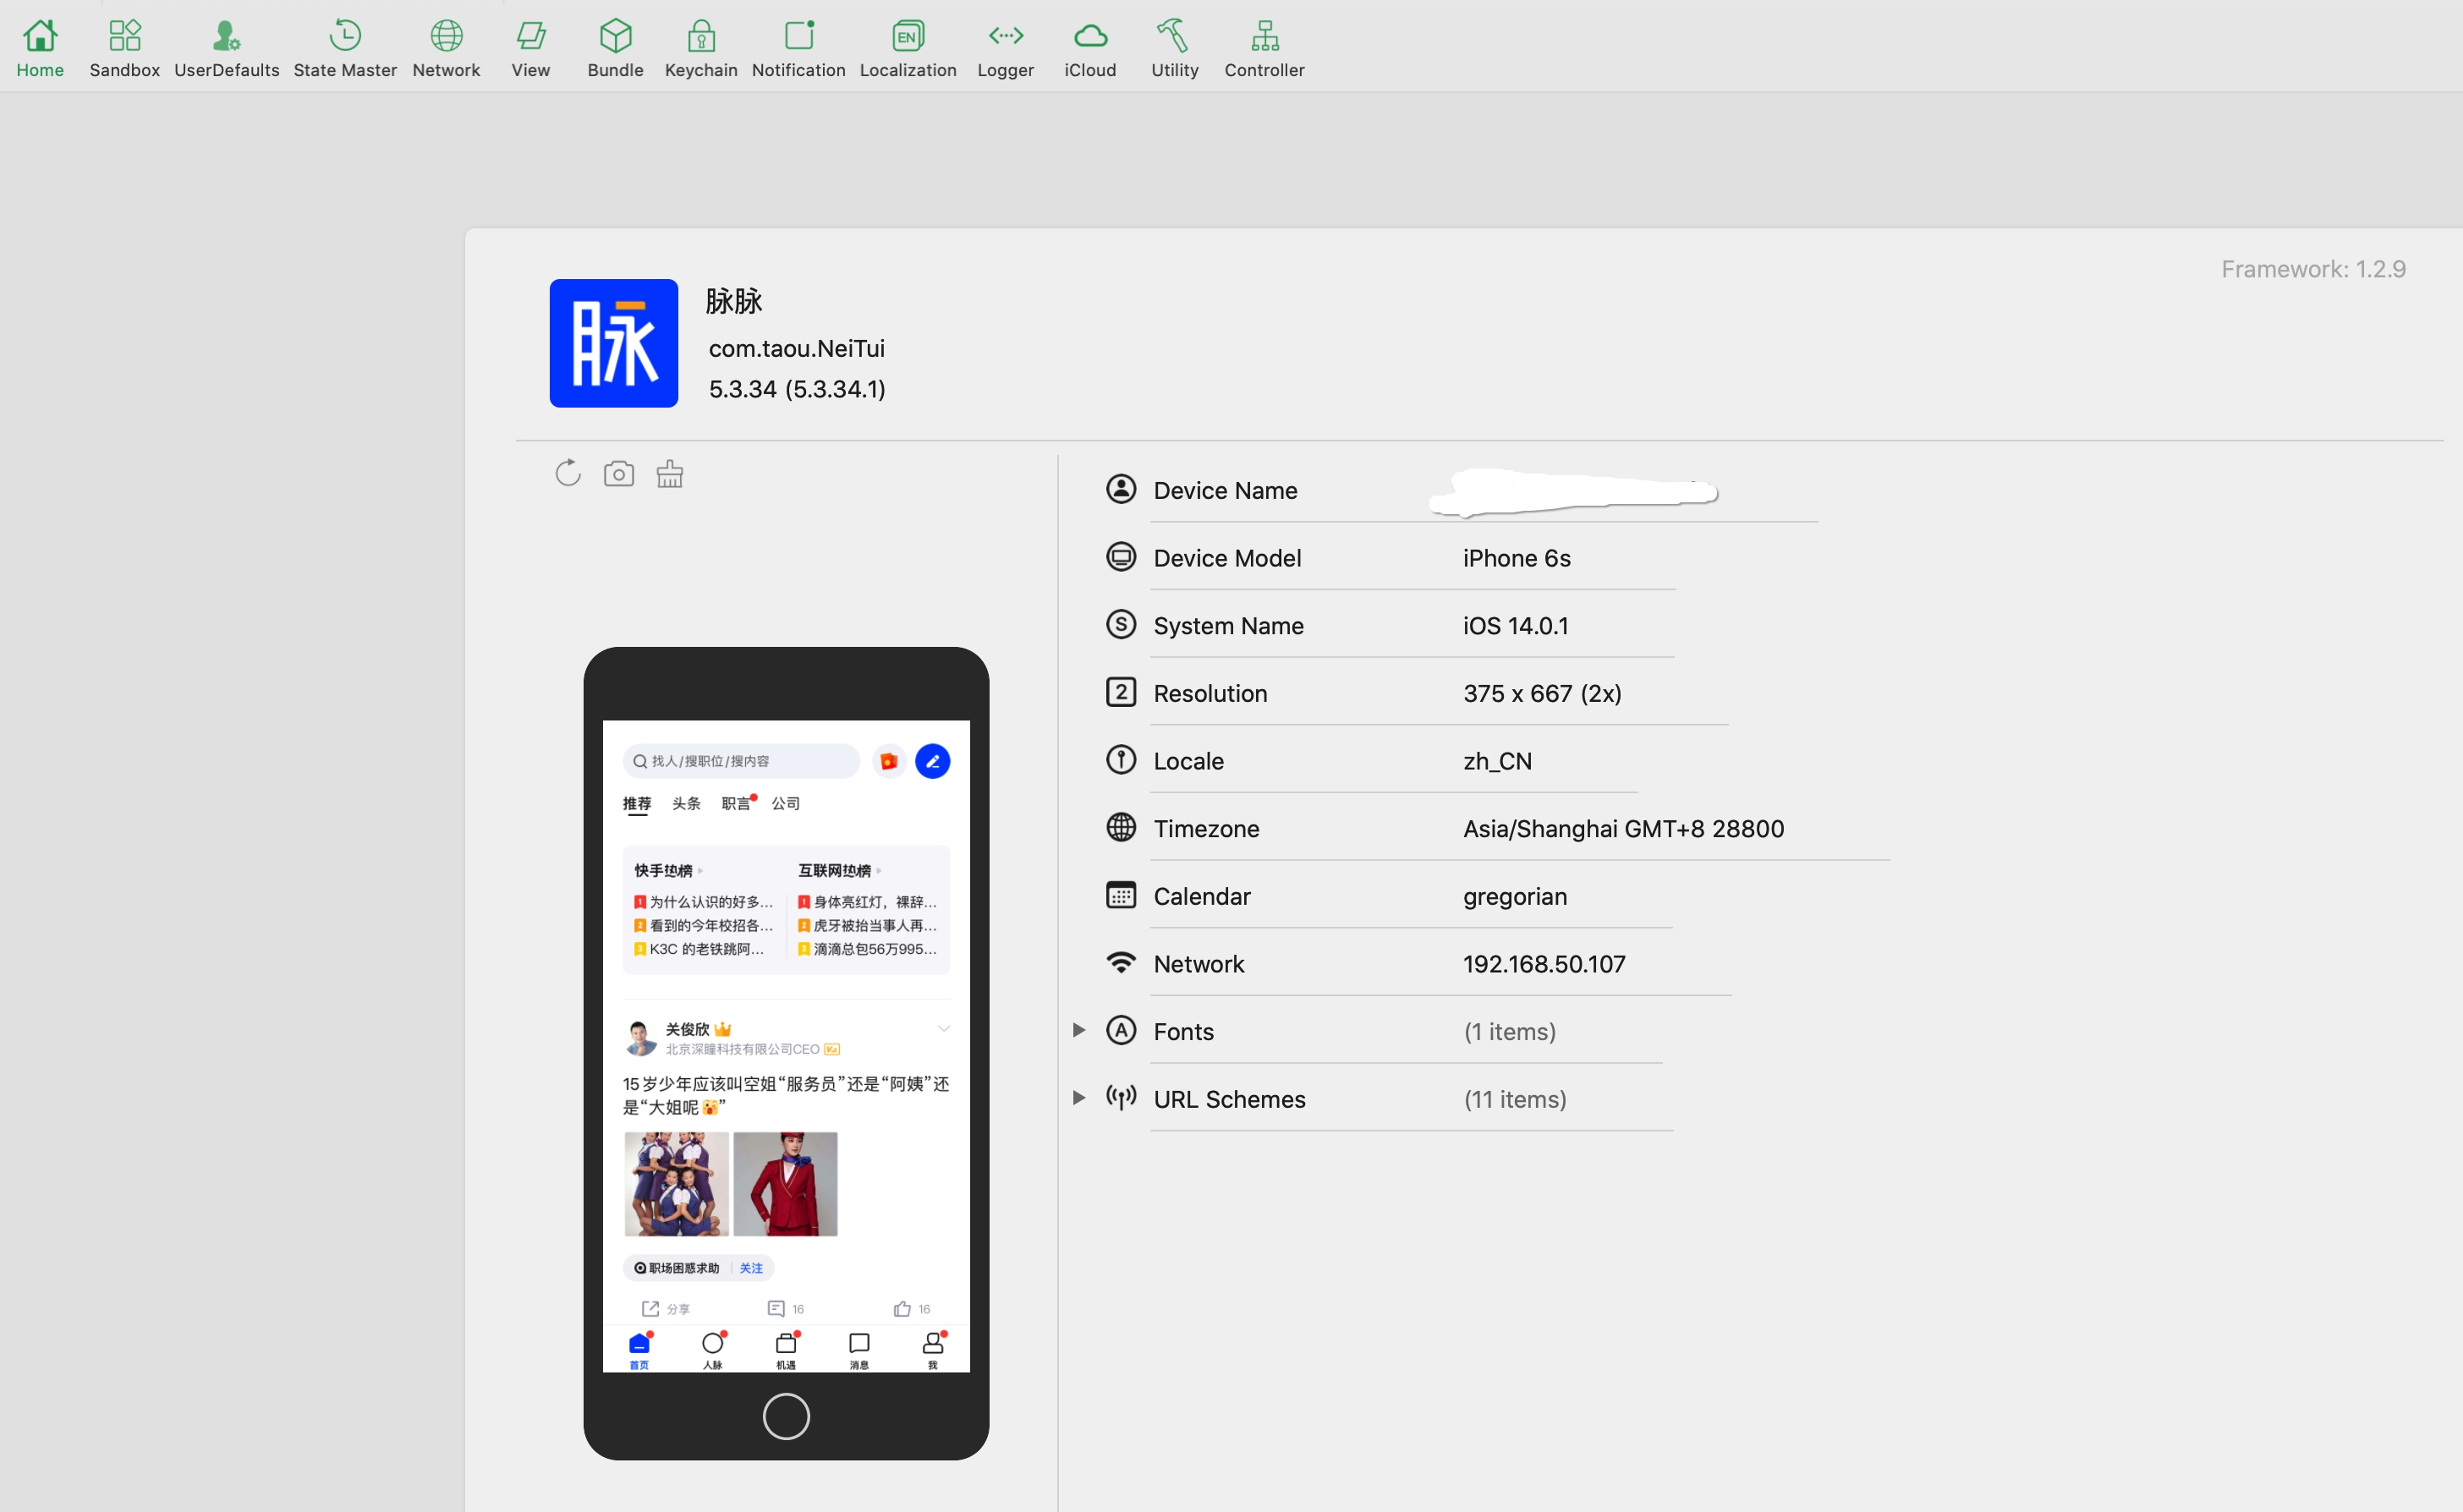 Home Sandbox UserDefaults State Master Network View Bundle Keychain Notification Localization Logger iCloud Utility Controller
EN
Framework: 1.2.9
脉
脉脉
com.taou.NeiTui
5.3.34 (5.3.34.1)
找人/搜职位/搜内容
推荐 头条 职言 公司
快手热榜 互联网热榜
1 为什么认识的好多... 1 身体亮红灯，裸辞...
2 看到的今年校招各... 2 虎牙被抬当事人再...
3 K3C 的老铁跳阿... 3 滴滴总包56万995...
关俊欣
北京深瞳科技有限公司CEO
15岁少年应该叫空姐“服务员”还是“阿姨”还
是“大姐呢”
职场困惑求助 关注
分享 16 16
首页 人脉 机遇 消息 我
Device Name
Device Model iPhone 6s
S System Name iOS 14.0.1
2 Resolution 375 x 667 (2x)
Locale zh_CN
Timezone Asia/Shanghai GMT+8 28800
Calendar gregorian
Network 192.168.50.107
A Fonts (1 items)
URL Schemes (11 items)